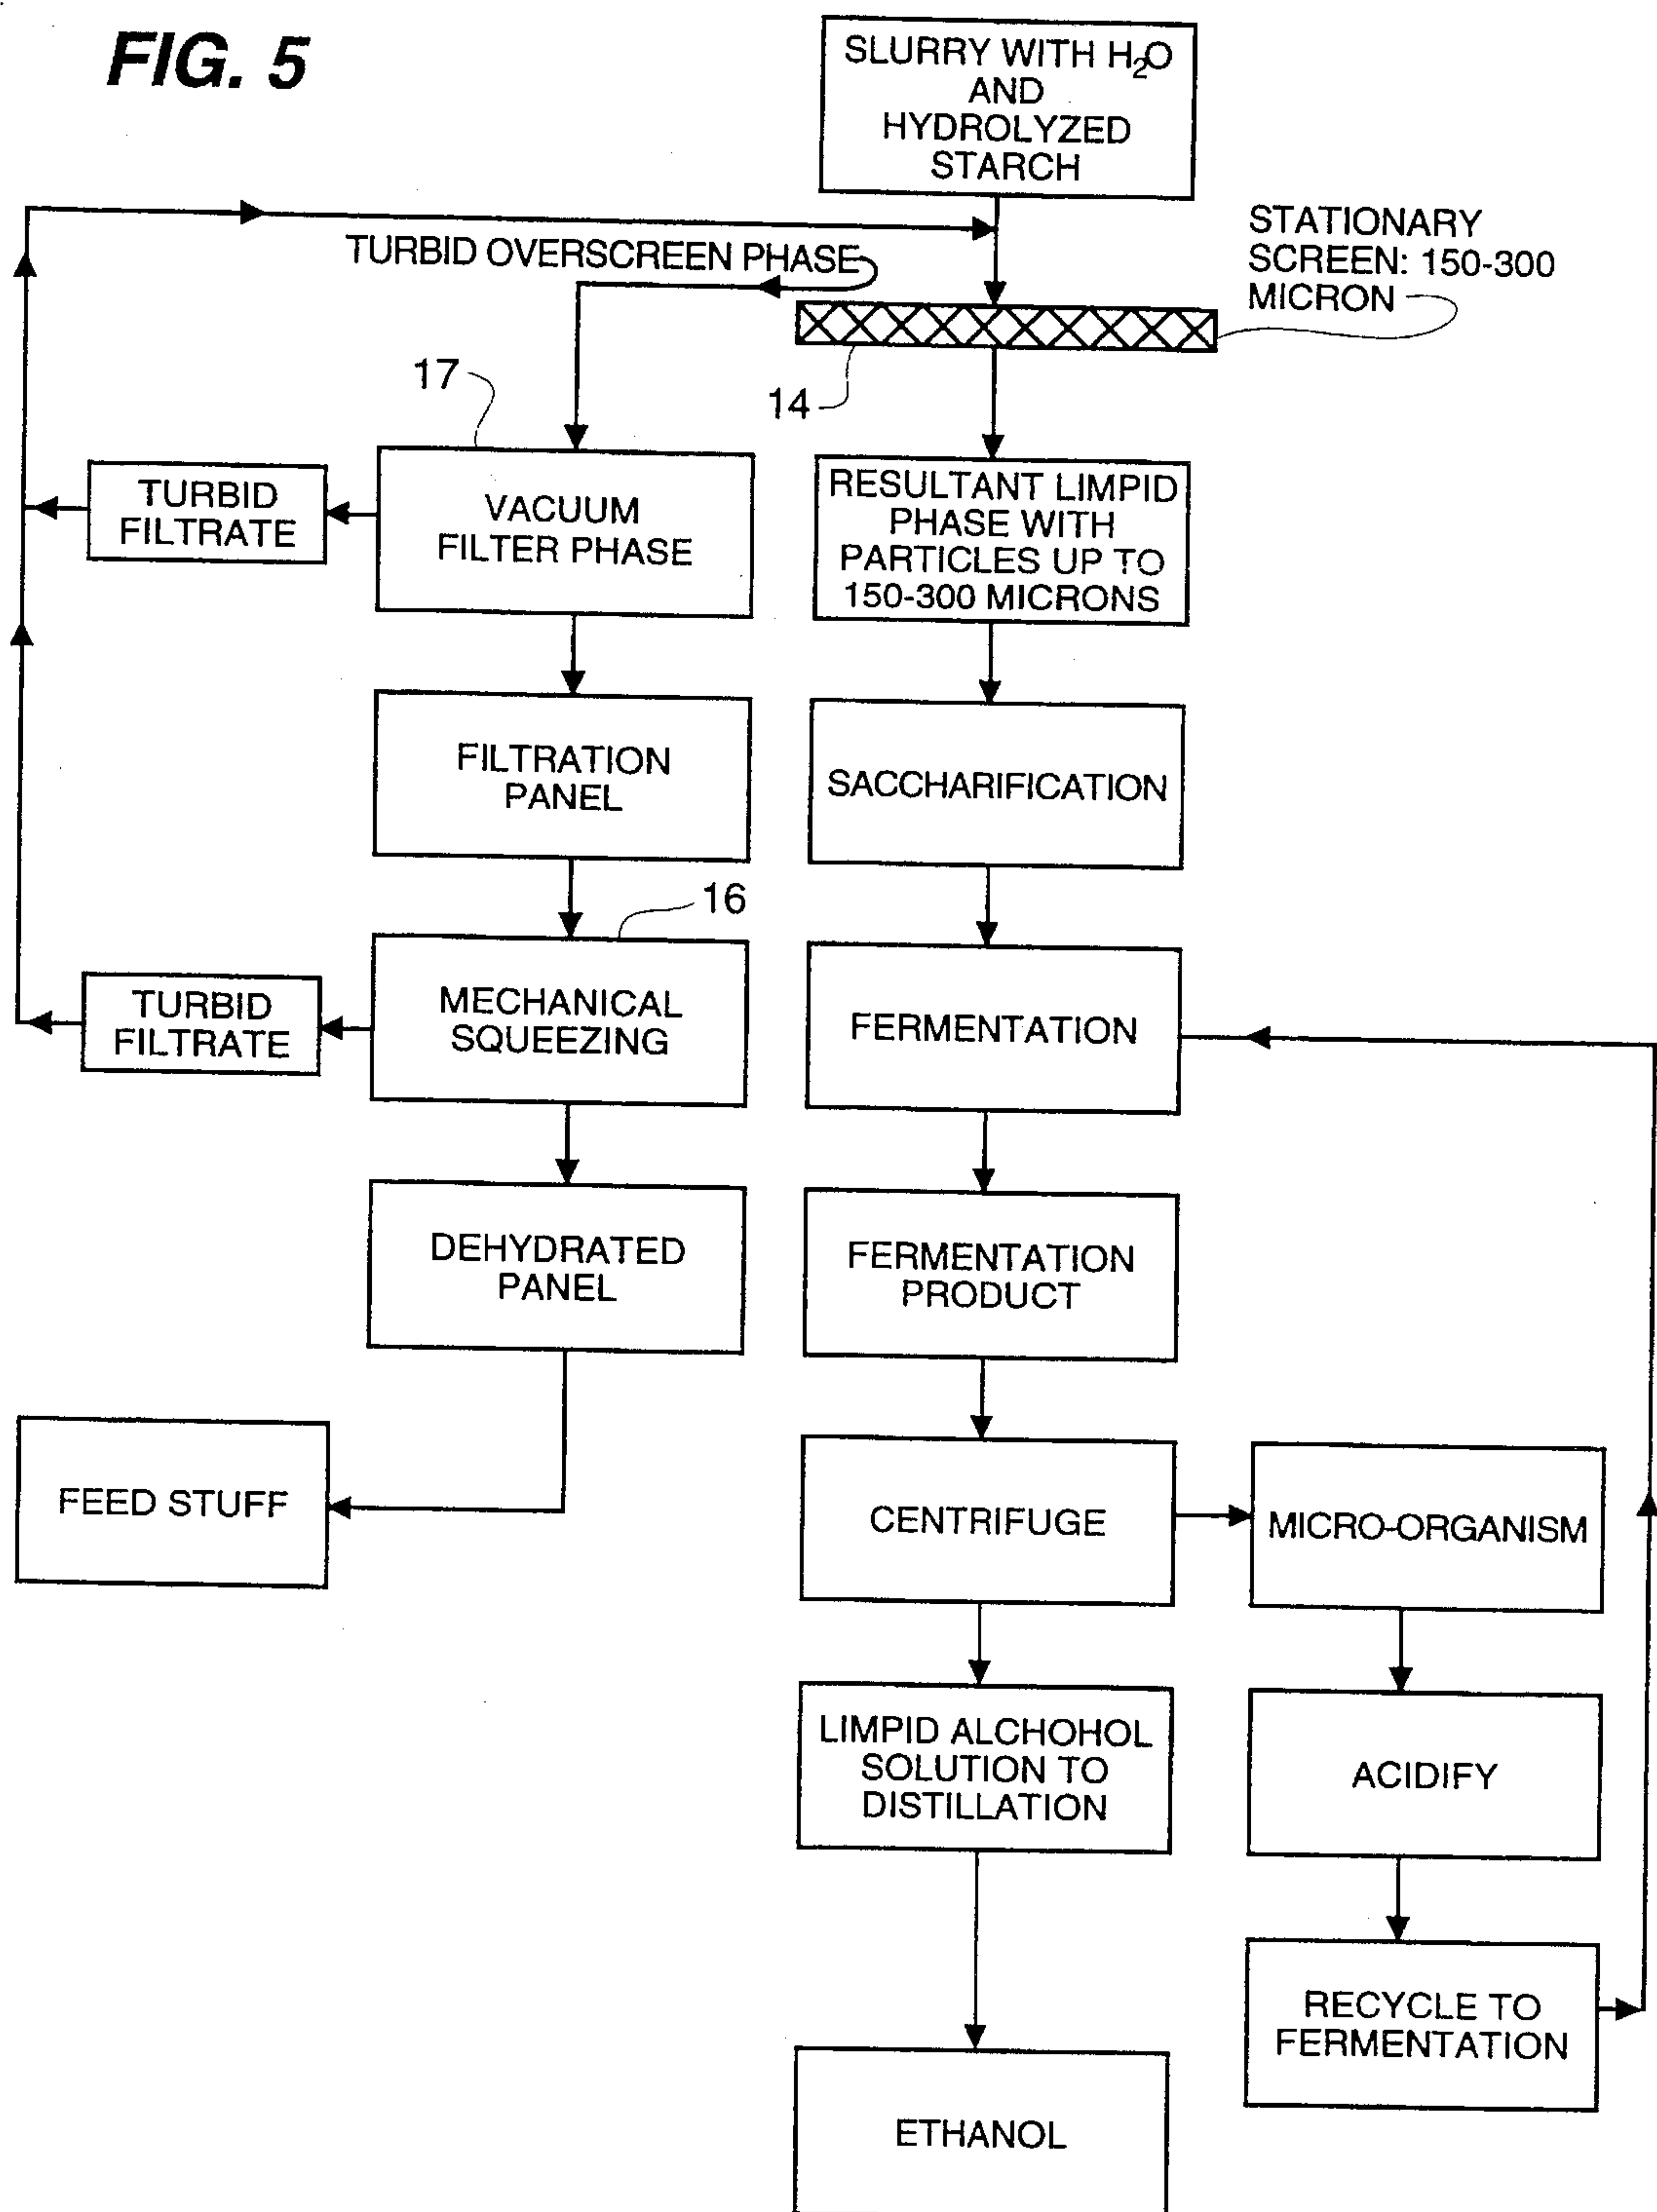 FIG. 5
SLURRY WITH H₂O
AND
HYDROLYZED
STARCH
TURBID OVERSCREEN PHASE
STATIONARY
SCREEN: 150-300
MICRON
14
17
TURBID
FILTRATE
VACUUM
FILTER PHASE
RESULTANT LIMPID
PHASE WITH
PARTICLES UP TO
150-300 MICRONS
FILTRATION
PANEL
SACCHARIFICATION
16
TURBID
FILTRATE
MECHANICAL
SQUEEZING
FERMENTATION
DEHYDRATED
PANEL
FERMENTATION
PRODUCT
FEED STUFF
CENTRIFUGE
MICRO-ORGANISM
LIMPID ALCHOHOL
SOLUTION TO
DISTILLATION
ACIDIFY
RECYCLE TO
FERMENTATION
ETHANOL